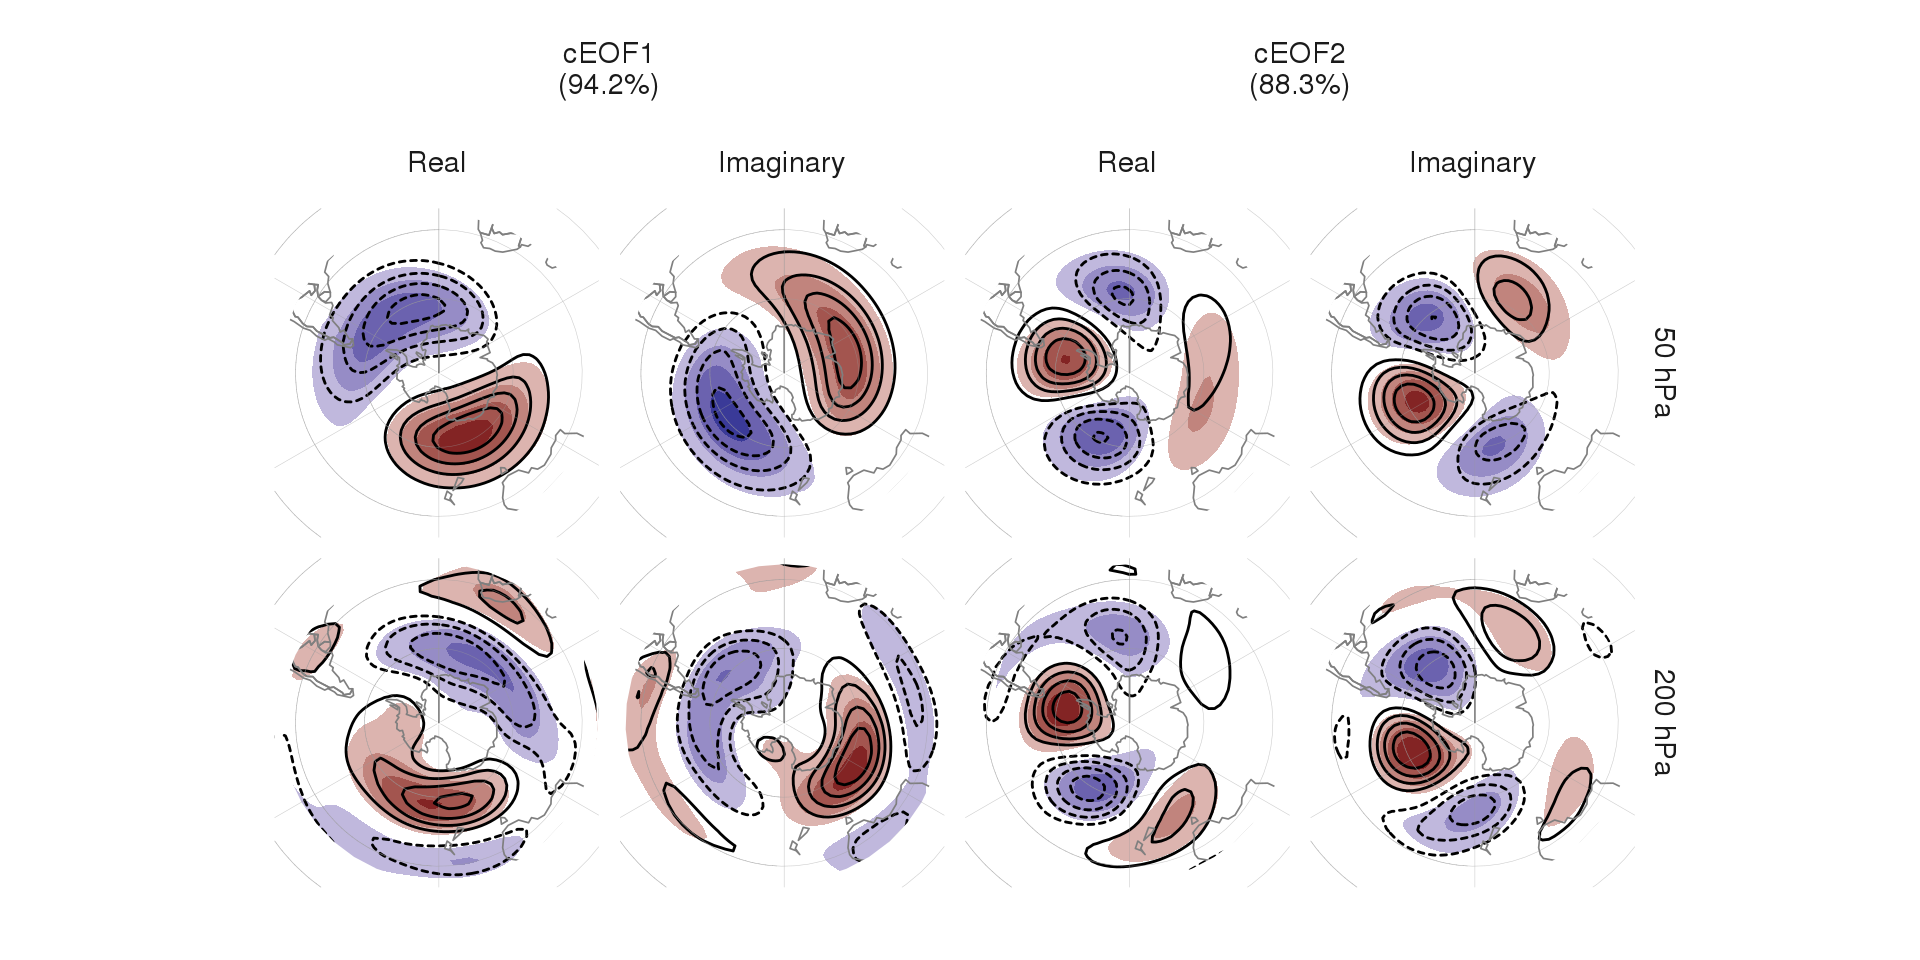 cEOF1
(94.2%)
cEOF2
(88.3%)
Real
Imaginary
Real
Imaginary
50 hPa
200 hPa